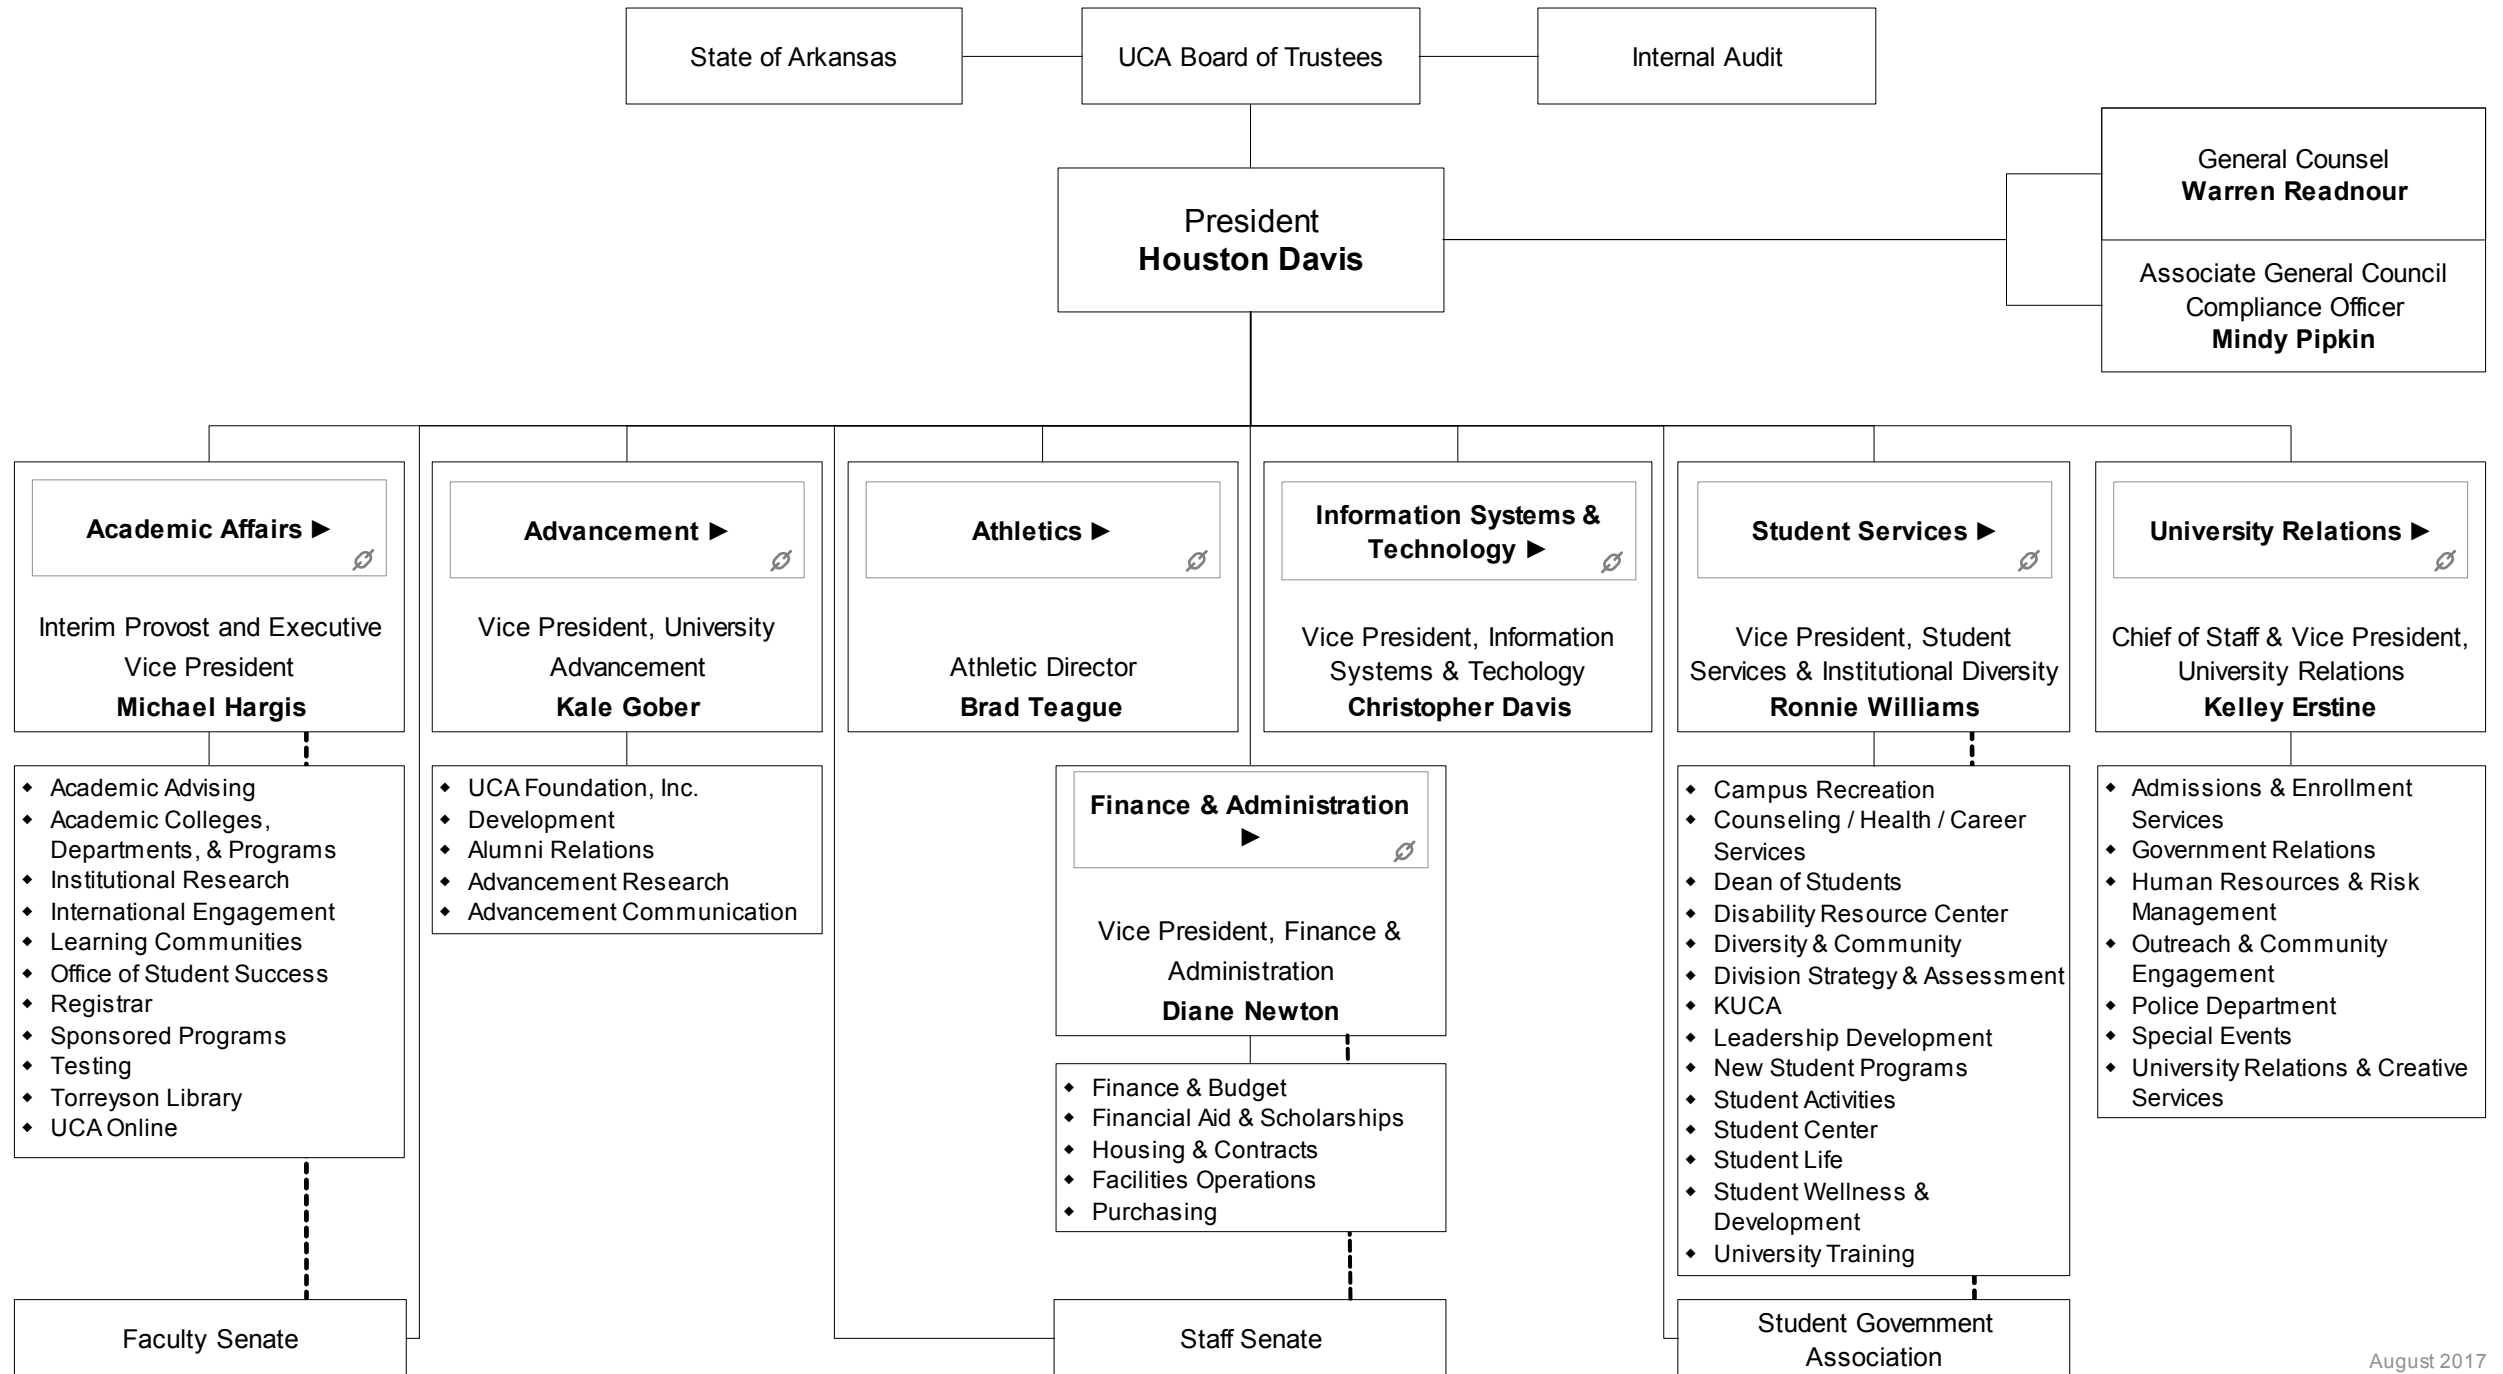 State of Arkansas
UCA Board of Trustees
Internal Audit
General Counsel
Warren Readnour
Associate General Council
Compliance Officer
Mindy Pipkin
President
Houston Davis
Academic Affairs ►
Interim Provost and Executive
Vice President
Michael Hargis
◆ Academic Advising
◆ Academic Colleges,
Departments, & Programs
◆ Institutional Research
◆ International Engagement
◆ Learning Communities
◆ Office of Student Success
◆ Registrar
◆ Sponsored Programs
◆ Testing
◆ Torreyson Library
◆ UCA Online
Faculty Senate
Advancement ►
Vice President, University
Advancement
Kale Gober
◆ UCA Foundation, Inc.
◆ Development
◆ Alumni Relations
◆ Advancement Research
◆ Advancement Communication
Athletics ►
Athletic Director
Brad Teague
Finance & Administration
►
Vice President, Finance &
Administration
Diane Newton
◆ Finance & Budget
◆ Financial Aid & Scholarships
◆ Housing & Contracts
◆ Facilities Operations
◆ Purchasing
Staff Senate
Information Systems &
Technology ►
Vice President, Information
Systems & Techology
Christopher Davis
Student Services ►
Vice President, Student
Services & Institutional Diversity
Ronnie Williams
◆ Campus Recreation
◆ Counseling / Health / Career
Services
◆ Dean of Students
◆ Disability Resource Center
◆ Diversity & Community
◆ Division Strategy & Assessment
◆ KUCA
◆ Leadership Development
◆ New Student Programs
◆ Student Activities
◆ Student Center
◆ Student Life
◆ Student Wellness &
Development
◆ University Training
Student Government
Association
University Relations ►
Chief of Staff & Vice President,
University Relations
Kelley Erstine
◆ Admissions & Enrollment
Services
◆ Government Relations
◆ Human Resources & Risk
Management
◆ Outreach & Community
Engagement
◆ Police Department
◆ Special Events
◆ University Relations & Creative
Services
August 2017